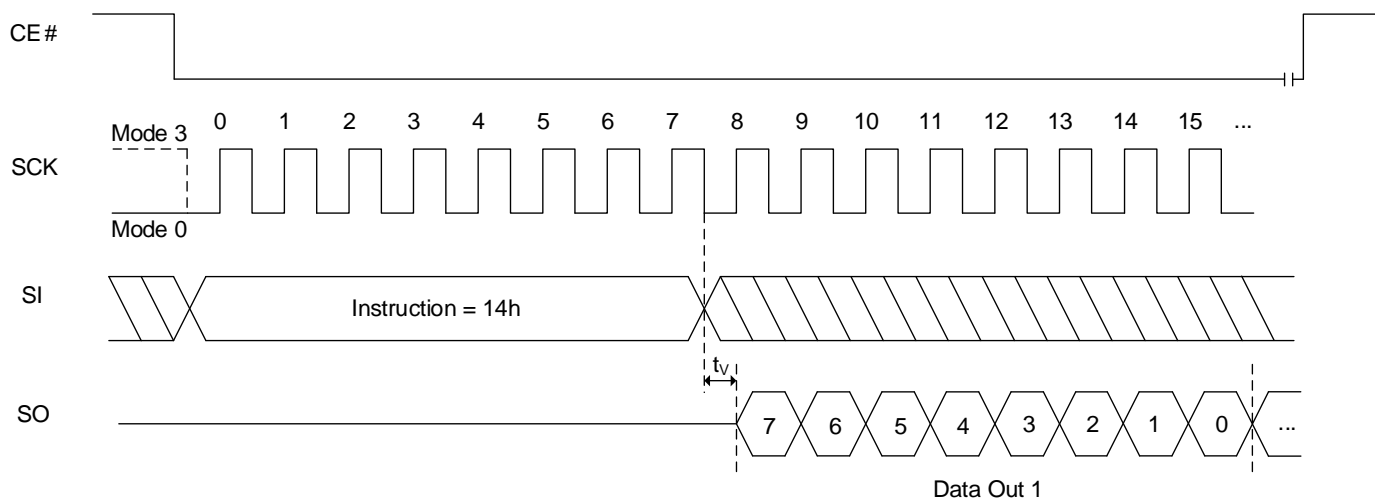 CE#
Mode 3 0 1 2 3 4 5 6 7 8 9 10 11 12 13 14 15 ...
SCK
Mode 0
SI Instruction = 14h
tV
SO 7 6 5 4 3 2 1 0 ...
Data Out 1